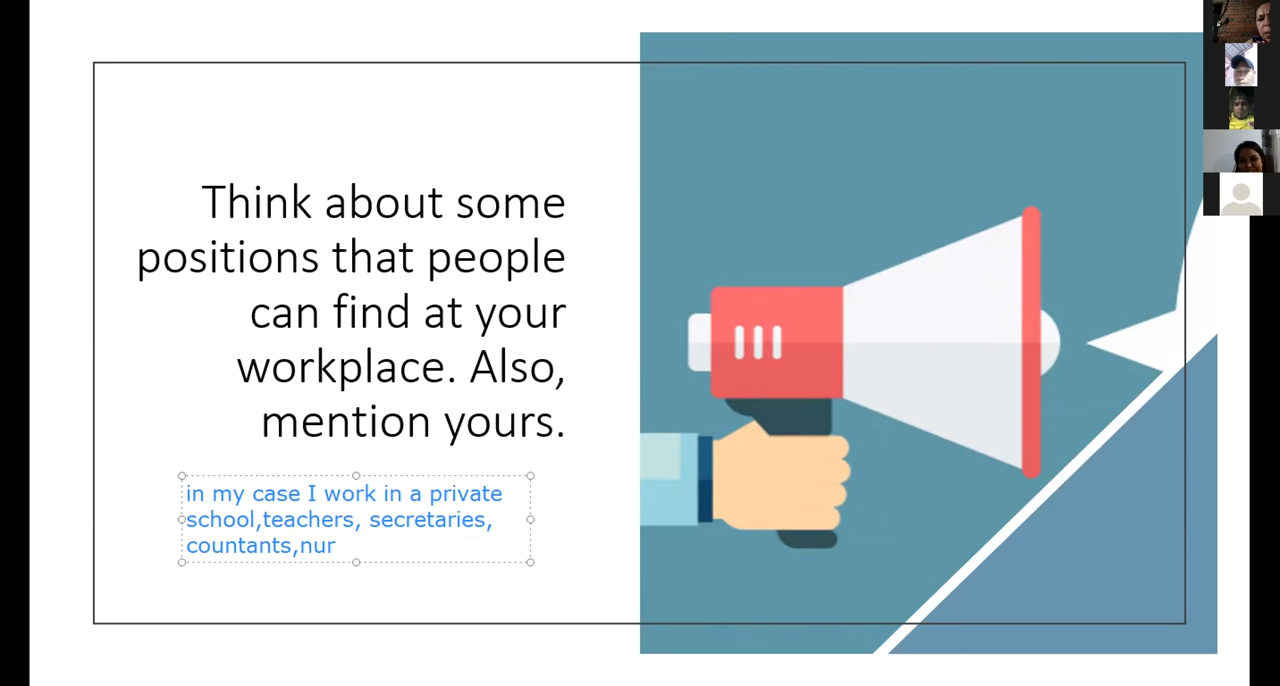 Think about some
positions that people
can find at your
workplace. Also,
mention yours.
in my case I work in a private
school,teachers, secretaries,
countants,nur